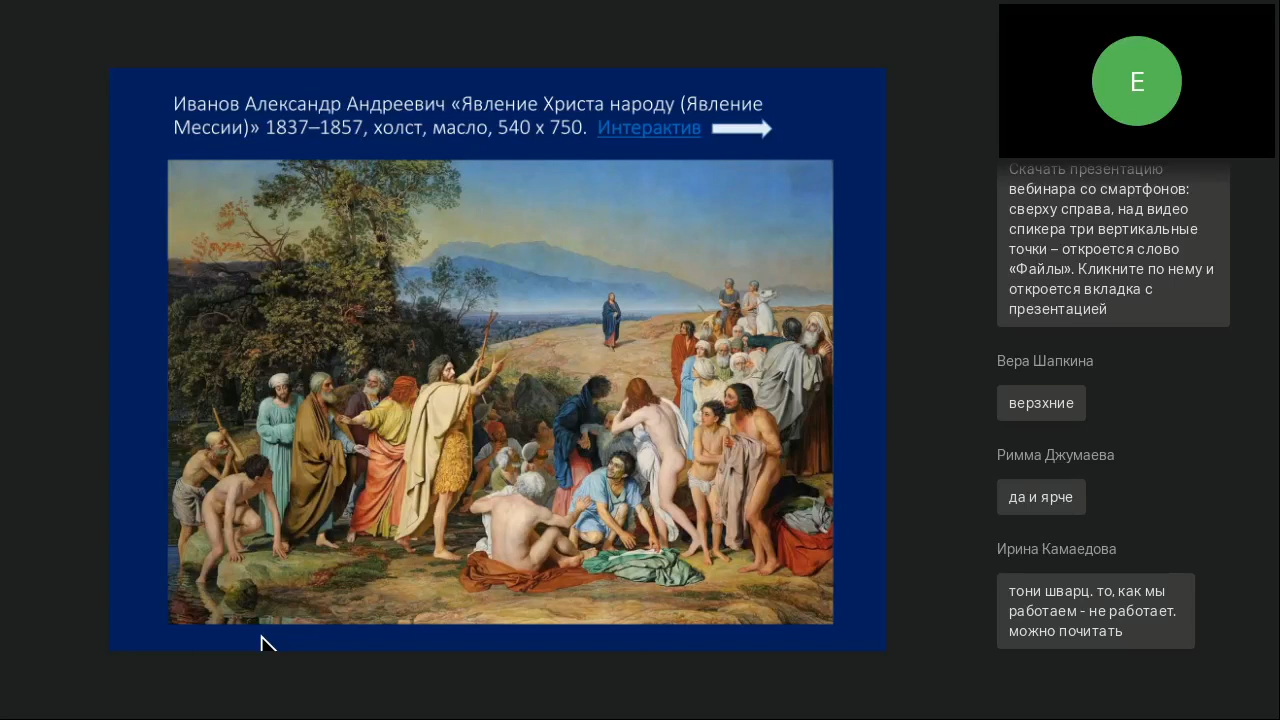 Иванов Александр Андреевич «Явление Христа народу (Явление
Мессии)» 1837–1857, холст, масло, 540 х 750. Интерактив
E
Скачать презентацию
вебинара со смартфонов:
сверху справа, над видео
спикера три вертикальные
точки – откроется слово
«Файлы». Кликните по нему и
откроется вкладка с
презентацией
Вера Шапкина
верзхние
Римма Джумаева
да и ярче
Ирина Камаедова
тони шварц. то, как мы
работаем - не работает.
можно почитать